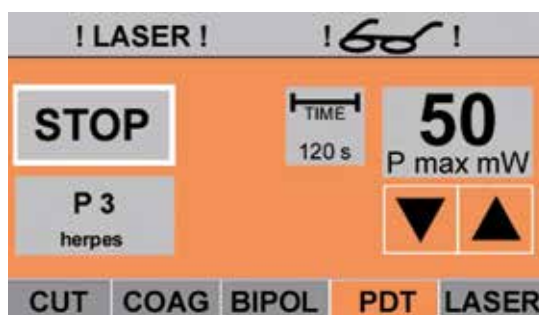 ! LASER ! ! !
STOP
TIME
120 s
50
P max mW
P 3
herpes
CUT COAG BIPOL PDT LASER